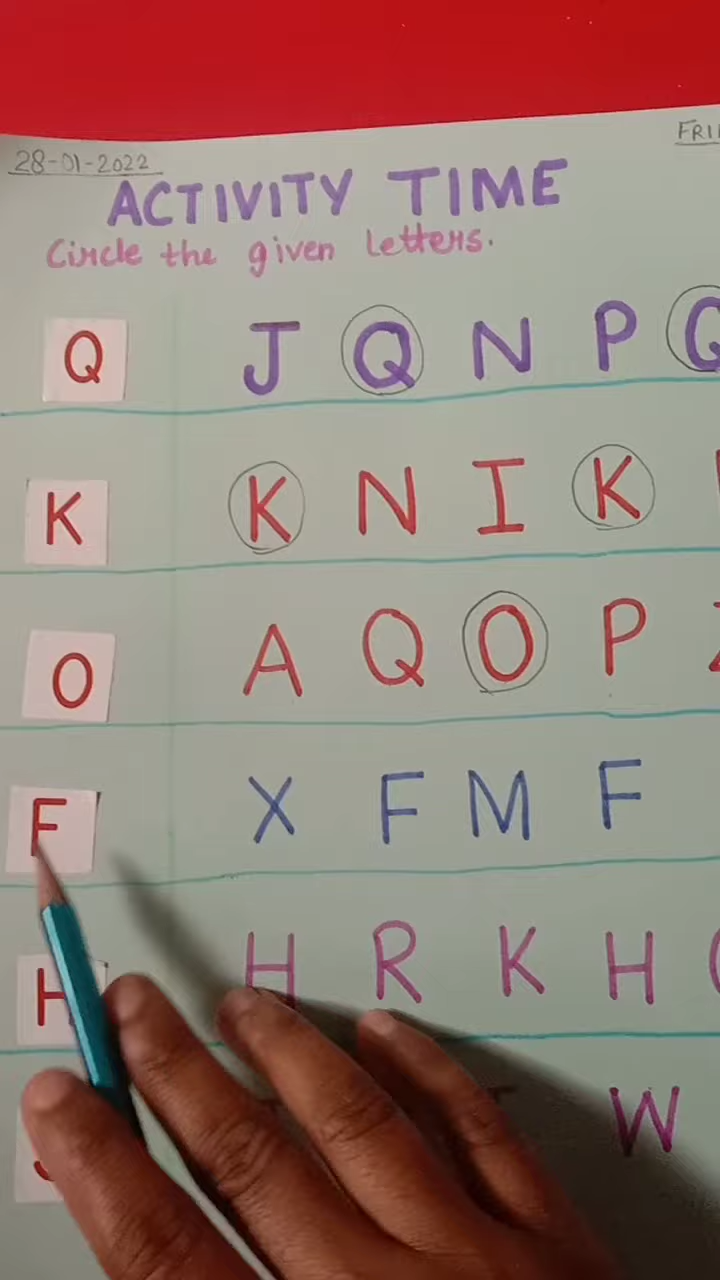 28-01-2022
ACTIVITY TIME
Circle the given letters.
Q J Q N P
K K N I K
O A Q O P
F X F M F
H H R K H
W